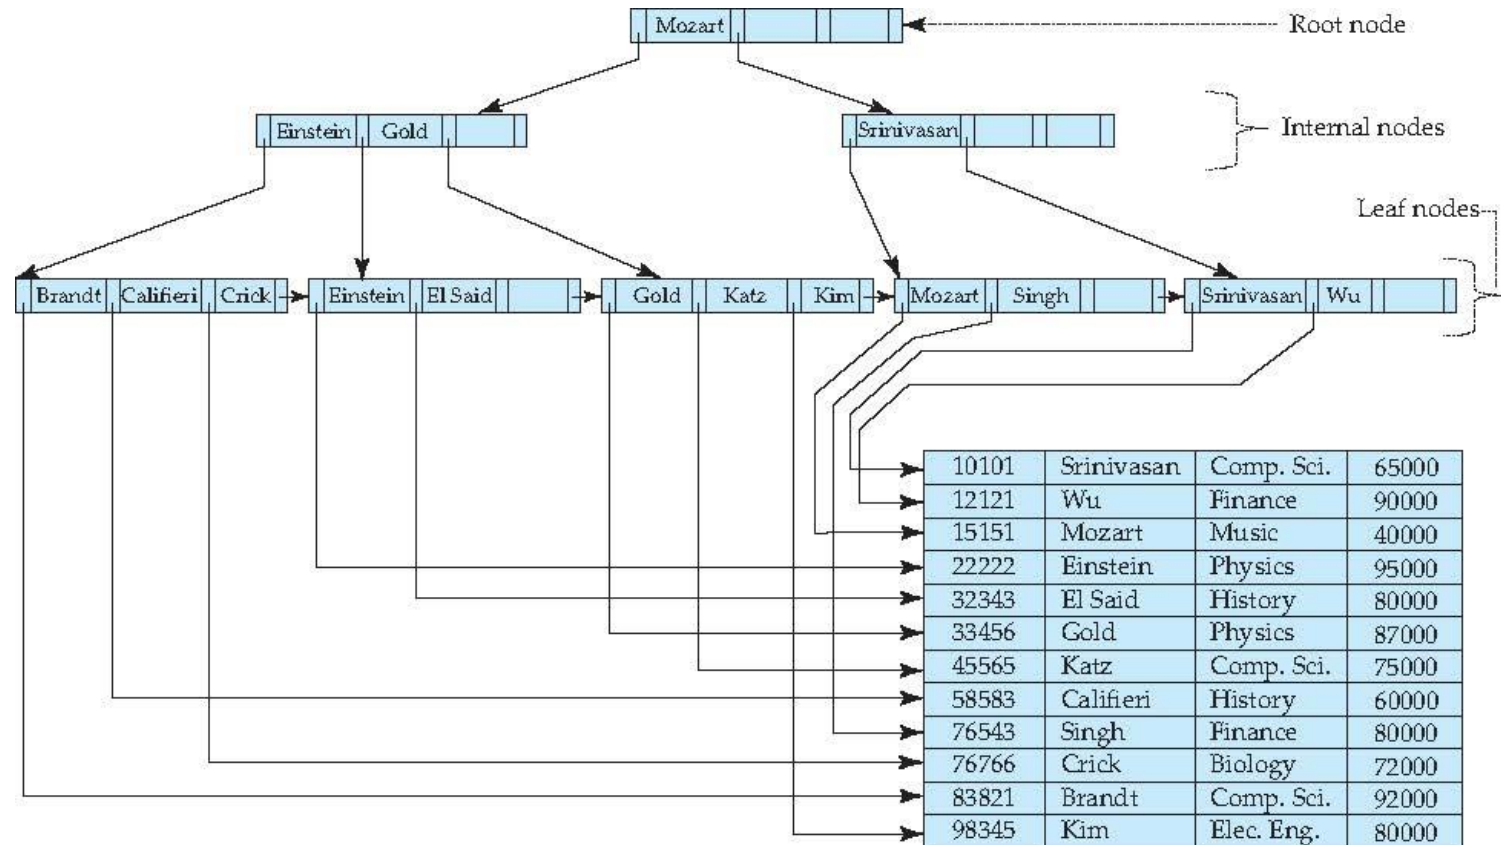 Mozart
Root node
Einstein Gold
Srinivasan
Internal nodes
Leaf nodes
Brandt Califieri Crick
Einstein El Said
Gold Katz Kim
Mozart Singh
Srinivasan Wu
10101 Srinivasan Comp. Sci. 65000
12121 Wu Finance 90000
15151 Mozart Music 40000
22222 Einstein Physics 95000
32343 El Said History 80000
33456 Gold Physics 87000
45565 Katz Comp. Sci. 75000
58583 Califieri History 60000
76543 Singh Finance 80000
76766 Crick Biology 72000
83821 Brandt Comp. Sci. 92000
98345 Kim Elec. Eng. 80000